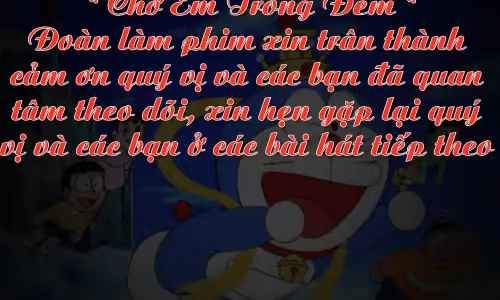 " Chờ Em Trong Đêm "
Đoàn làm phim xin trân thành
cảm ơn quý vị và các bạn đã quan
tâm theo dõi, xin hẹn gặp lại quý
vị và các bạn ở các bài hát tiếp theo